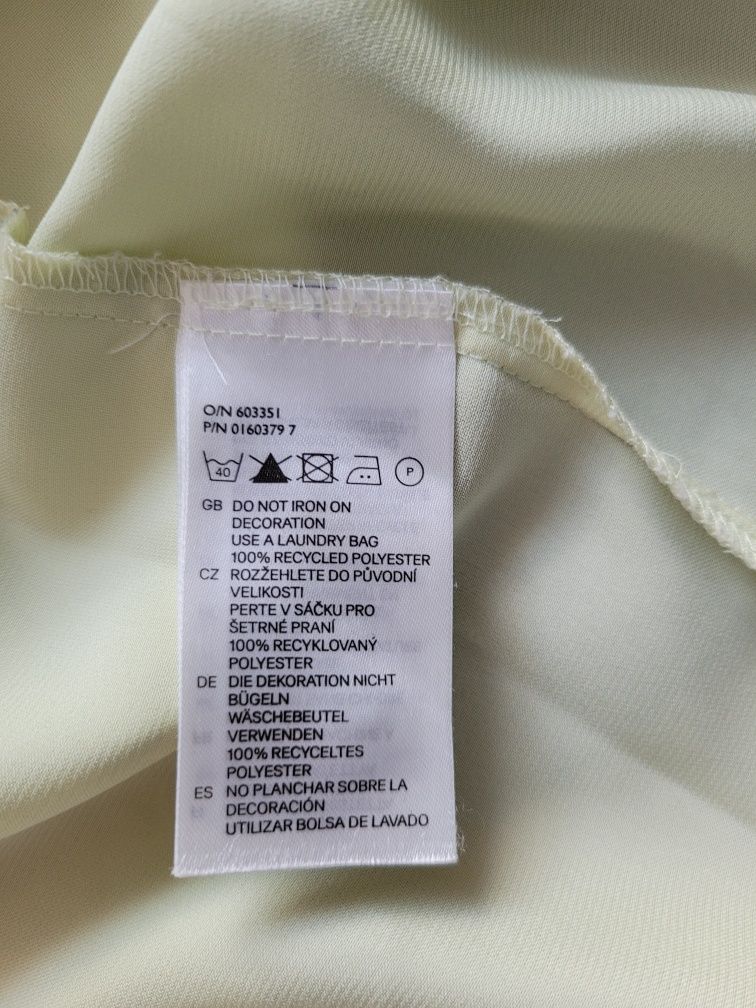 O/N 603351
P/N 0160379 7
40 P
GB DO NOT IRON ON
DECORATION
USE A LAUNDRY BAG
100% RECYCLED POLYESTER
CZ ROZŽEHLETE DO PŮVODNÍ
VELIKOSTI
PERTE V SÁČKU PRO
ŠETRNÉ PRANÍ
100% RECYKLOVANÝ
POLYESTER
DE DIE DEKORATION NICHT
BÜGELN
WÄSCHEBEUTEL
VERWENDEN
100% RECYCELTES
POLYESTER
ES NO PLANCHAR SOBRE LA
DECORACIÓN
UTILIZAR BOLSA DE LAVADO